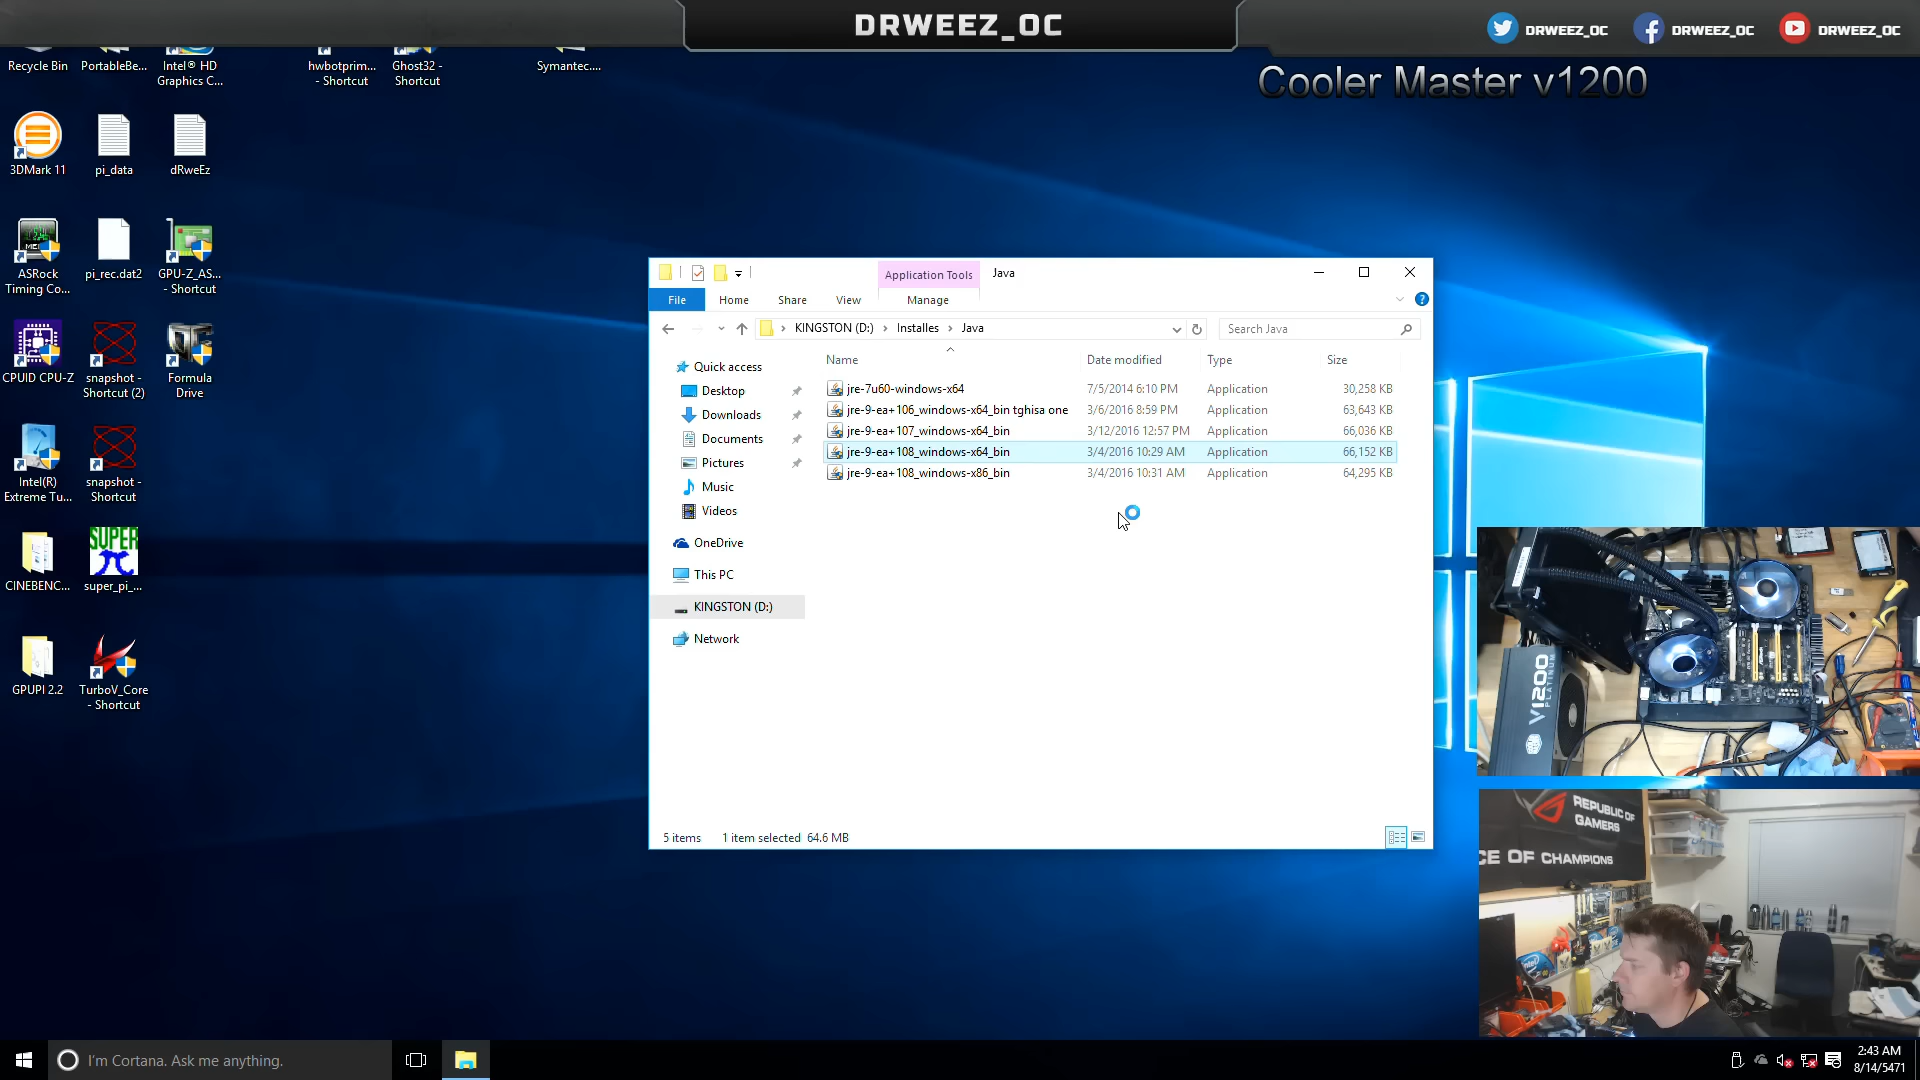 DRWEEZ_OC
DRWEEZ_OC
DRWEEZ_OC
DRWEEZ_OC
Cooler Master v1200
Recycle Bin
PortableBe...
Intel® HD
Graphics C...
hwbotprim...
- Shortcut
Ghost32 -
Shortcut
Symantec....
3DMark 11
pi_data
dRweEz
ASRock
Timing Co...
pi_rec.dat2
GPU-Z_AS...
- Shortcut
CPUID CPU-Z
snapshot -
Shortcut (2)
Formula
Drive
Intel(R)
Extreme Tu...
snapshot -
Shortcut
CINEBENC...
SUPER
super_pi_...
GPUPI 2.2
TurboV_Core
- Shortcut
Application Tools
Java
File
Home
Share
View
Manage
KINGSTON (D:)
Installes
Java
Search Java
Name
Date modified
Type
Size
jre-7u60-windows-x64 7/5/2014 6:10 PM Application 30,258 KB
jre-9-ea+106_windows-x64_bin tghisa one 3/6/2016 8:59 PM Application 63,643 KB
jre-9-ea+107_windows-x64_bin 3/12/2016 12:57 PM Application 66,036 KB
jre-9-ea+108_windows-x64_bin 3/4/2016 10:29 AM Application 66,152 KB
jre-9-ea+108_windows-x86_bin 3/4/2016 10:31 AM Application 64,295 KB
Quick access
Desktop
Downloads
Documents
Pictures
Music
Videos
OneDrive
This PC
KINGSTON (D:)
Network
5 items
1 item selected 64.6 MB
V1200
PLATINUM
REPUBLIC OF
GAMERS
CE OF CHAMPIONS
I'm Cortana. Ask me anything.
2:43 AM
8/14/5471